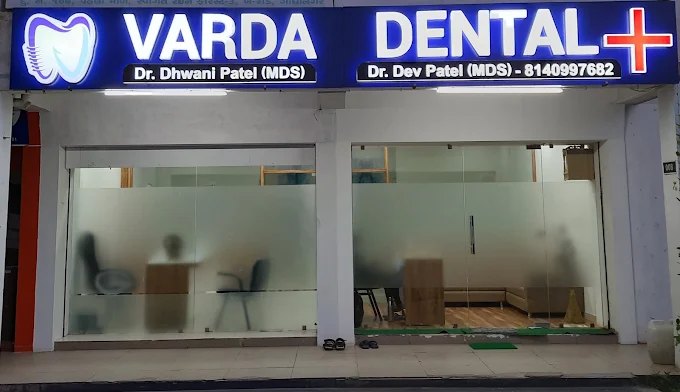 VARDA DENTAL
Dr. Dhwani Patel (MDS)
Dr. Dev Patel (MDS) - 8140997682